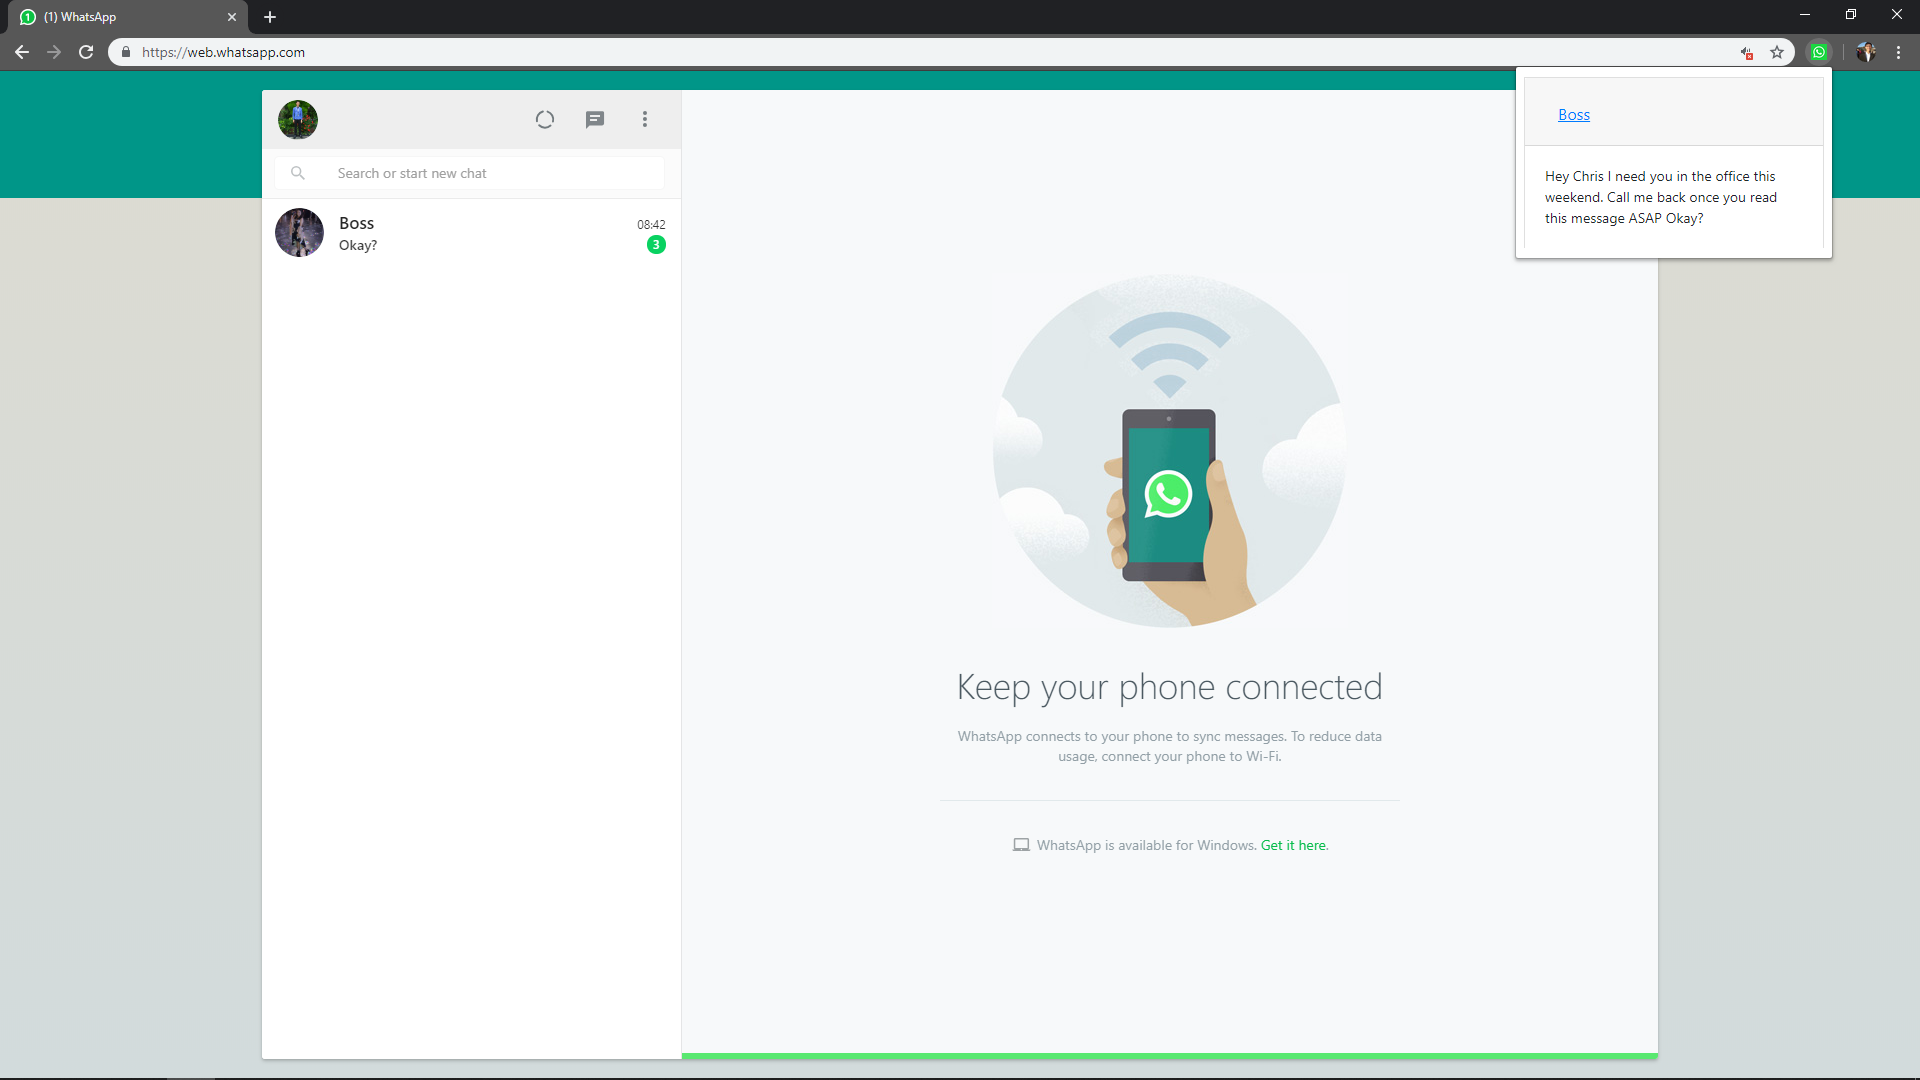 1
(1) WhatsApp
https://web.whatsapp.com
Boss
Hey Chris I need you in the office this
weekend. Call me back once you read
this message ASAP Okay?
Search or start new chat
Boss
08:42
Okay?
3
Keep your phone connected
WhatsApp connects to your phone to sync messages. To reduce data
usage, connect your phone to Wi-Fi.
WhatsApp is available for Windows. Get it here.